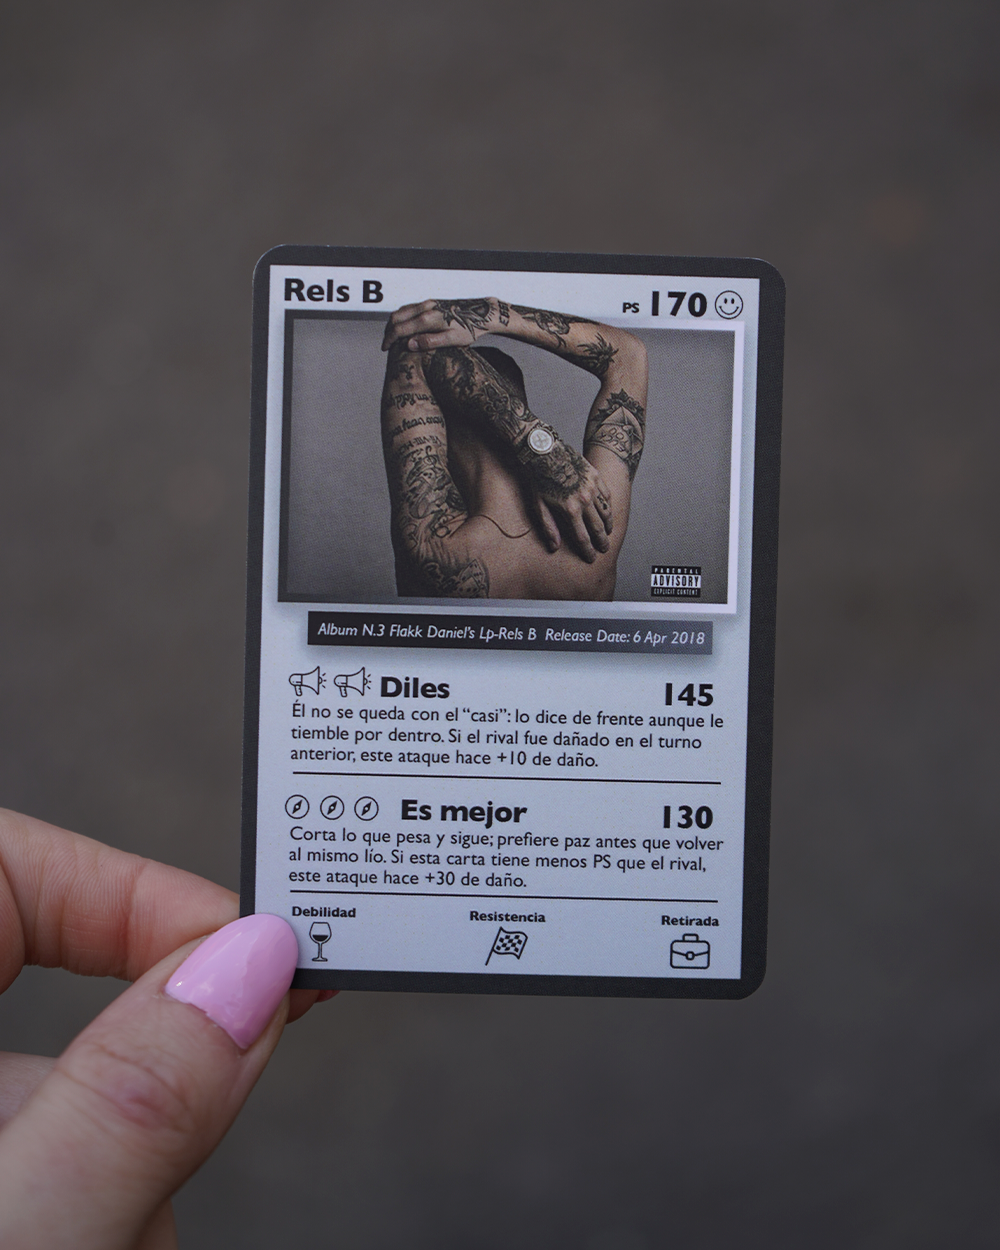 Rels B
PS 170
PARENTAL
ADVISORY
EXPLICIT CONTENT
Album N.3 Flakk Daniel's Lp-Rels B Release Date: 6 Apr 2018
Diles 145
Él no se queda con el “casi”: lo dice de frente aunque le
tiemble por dentro. Si el rival fue dañado en el turno
anterior, este ataque hace +10 de daño.
Es mejor 130
Corta lo que pesa y sigue; prefiere paz antes que volver
al mismo lío. Si esta carta tiene menos PS que el rival,
este ataque hace +30 de daño.
Debilidad Resistencia Retirada